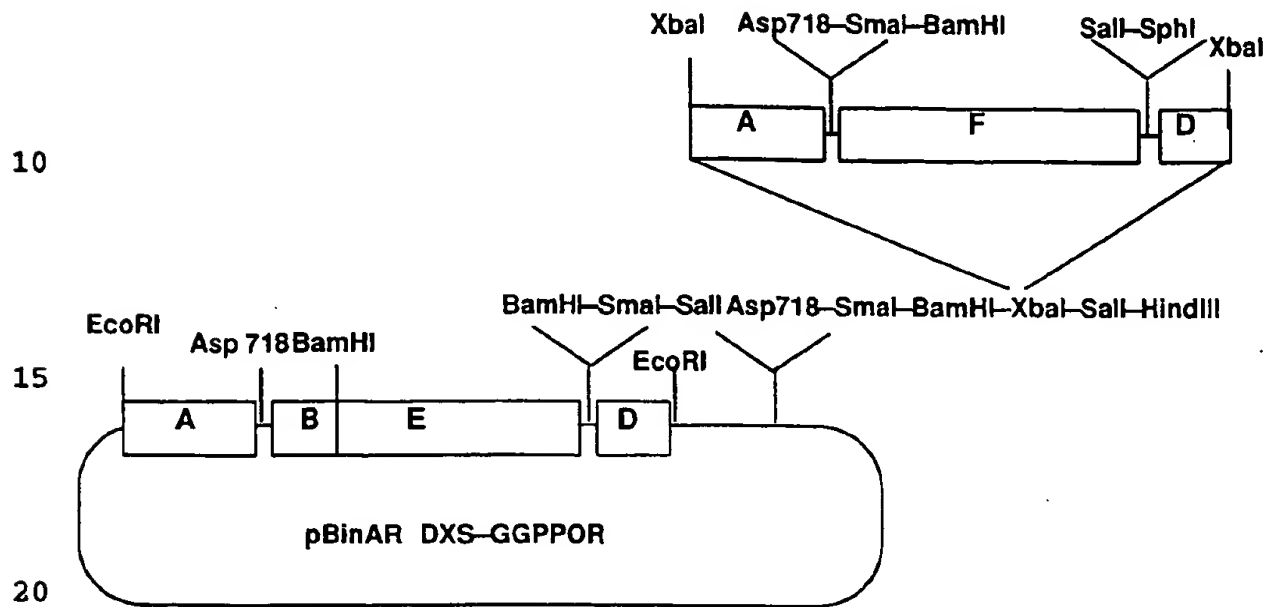 XbaI Asp718–SmaI–BamHI SalI–SphI XbaI
A F D
10
BamHI–SmaI–SalI Asp718–SmaI–BamHI–XbaI–SalI–HindIII
EcoRI Asp 718 BamHI EcoRI
15
A B E D
pBinAR DXS–GGPPOR
20